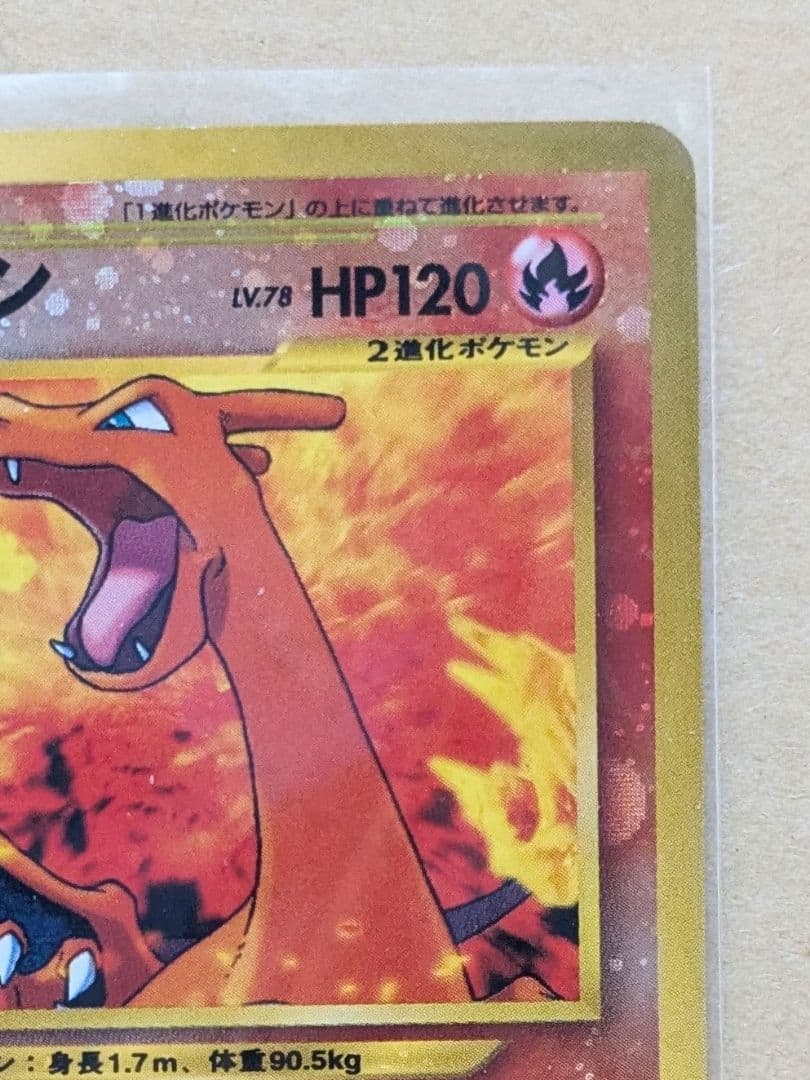 「1進化ポケモン」の上に重ねて進化させます。
ン LV.78 HP120
2進化ポケモン
ン：身長1.7m、体重90.5kg